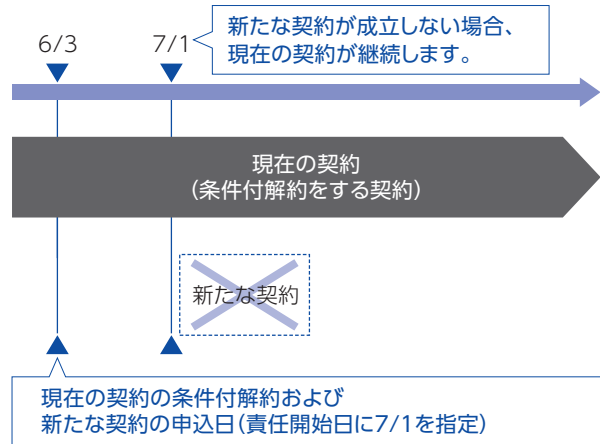 6/3
7/1
新たな契約が成立しない場合、
現在の契約が継続します。
現在の契約
(条件付解約をする契約)
新たな契約
現在の契約の条件付解約および
新たな契約の申込日(責任開始日に7/1を指定)